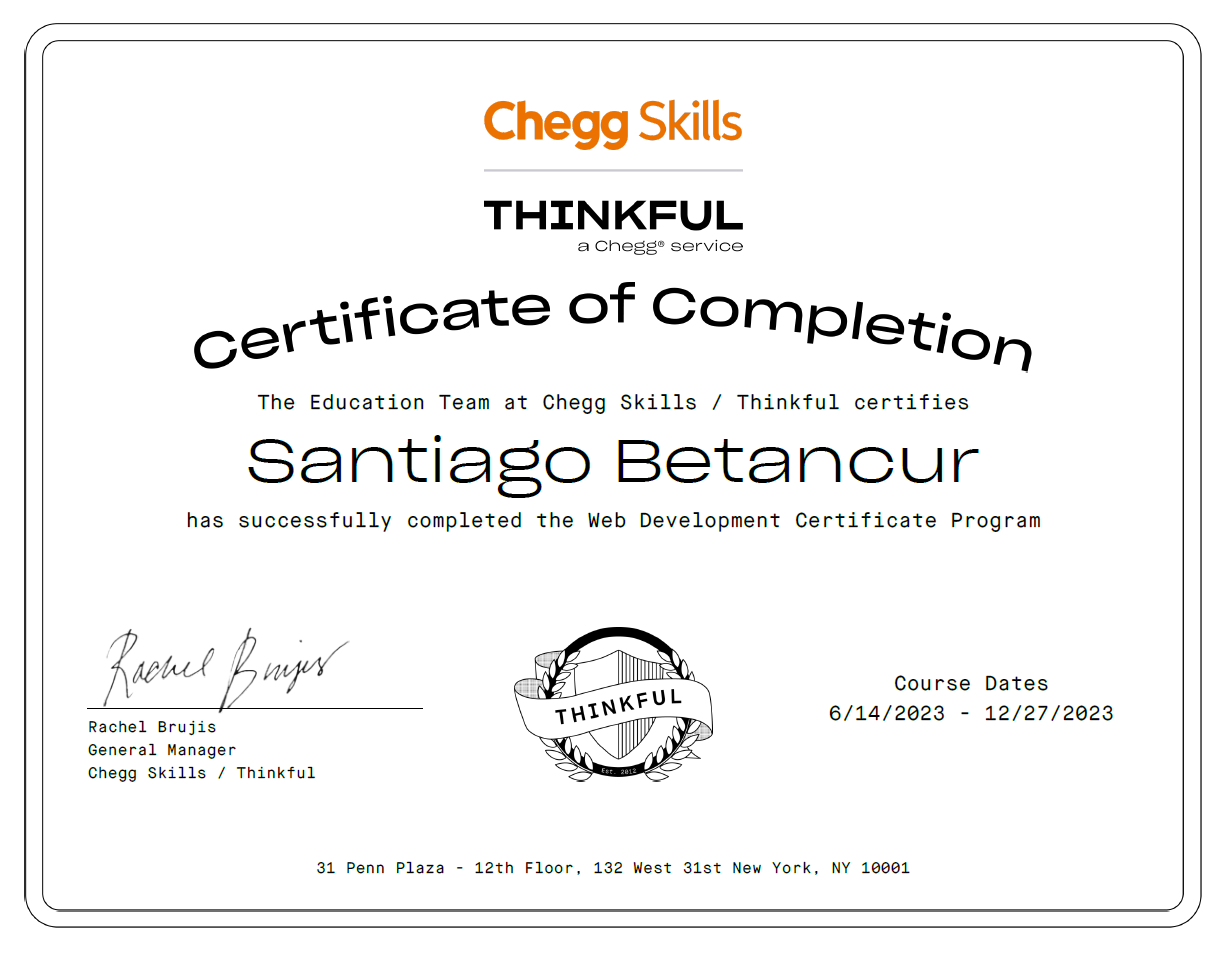 Chegg Skills
THINKFUL
a Chegg® service
Certificate of Completion
The Education Team at Chegg Skills / Thinkful certifies
Santiago Betancur
has successfully completed the Web Development Certificate Program
Rachel Brujis
Rachel Brujis
General Manager
Chegg Skills / Thinkful
THINKFUL
Est. 2012
Course Dates
6/14/2023 - 12/27/2023
31 Penn Plaza - 12th Floor, 132 West 31st New York, NY 10001